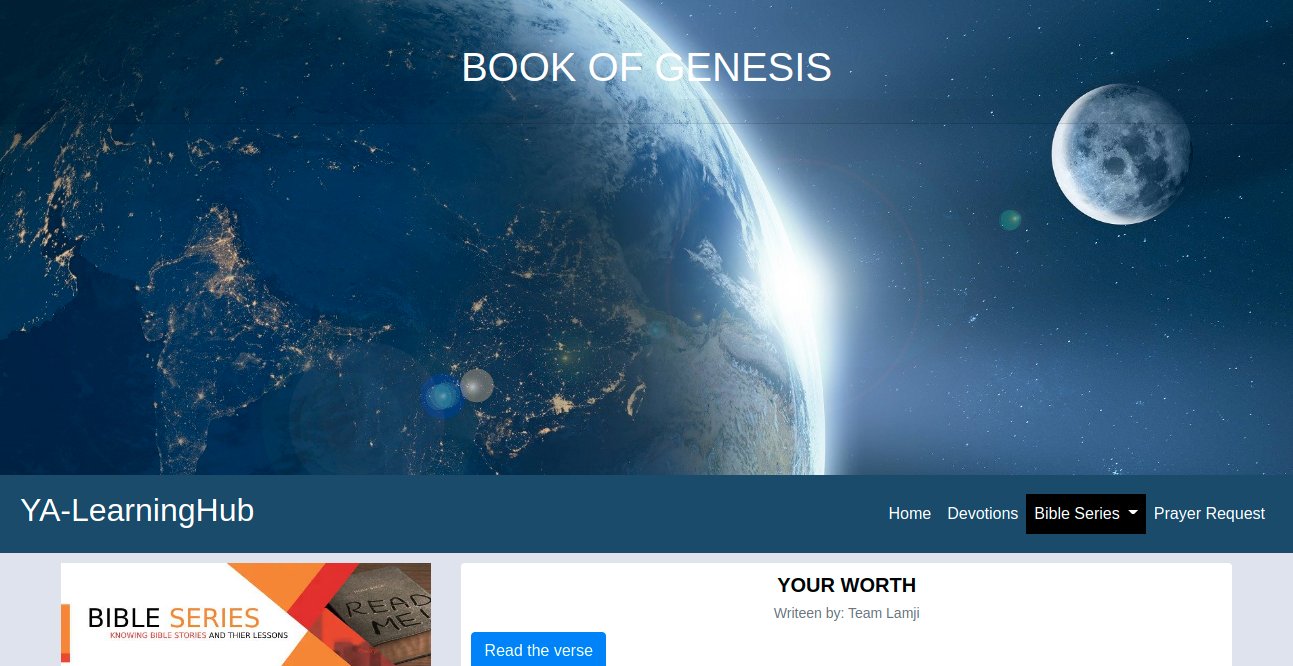 BOOK OF GENESIS
YA-LearningHub
Home Devotions Bible Series Prayer Request
BIBLE SERIES
KNOWING BIBLE STORIES AND THIER LESSONS
READ
ME!
YOUR WORTH
Writeen by: Team Lamji
Read the verse